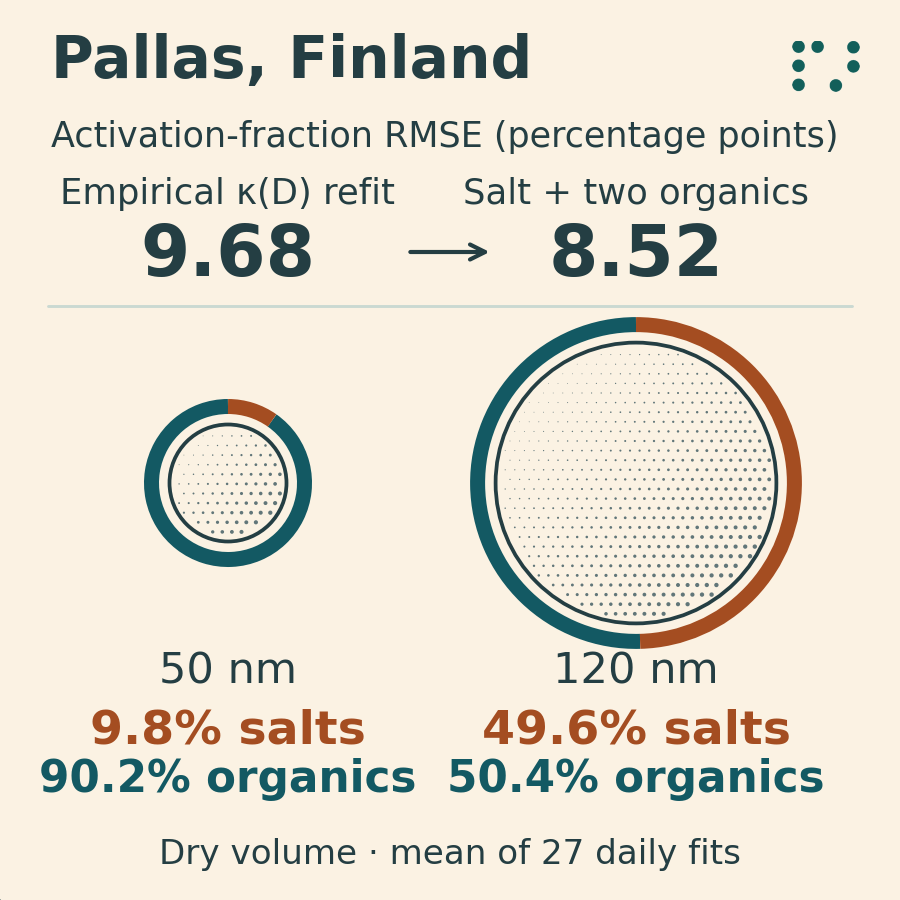 Pallas, Finland
Activation-fraction RMSE (percentage points)
Empirical κ(D) refit Salt + two organics
9.68 → 8.52
50 nm 120 nm
9.8% salts 49.6% salts
90.2% organics 50.4% organics
Dry volume · mean of 27 daily fits